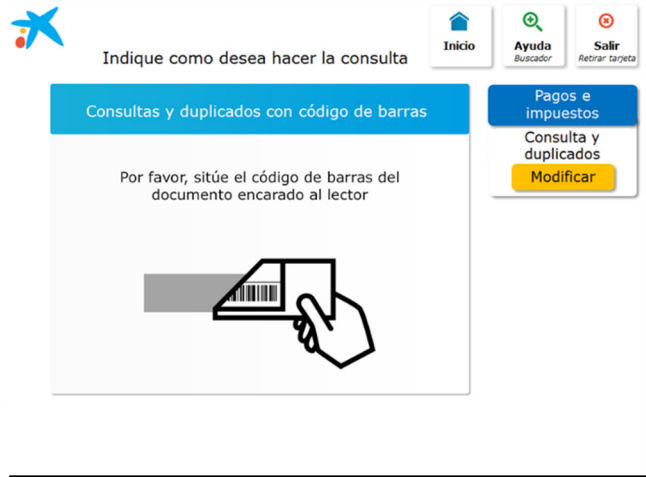 Indique como desea hacer la consulta
Inicio
Ayuda
Buscador
Salir
Retirar tarjeta
Consultas y duplicados con código de barras
Por favor, sitúe el código de barras del
documento encarado al lector
Pagos e
impuestos
Consulta y
duplicados
Modificar